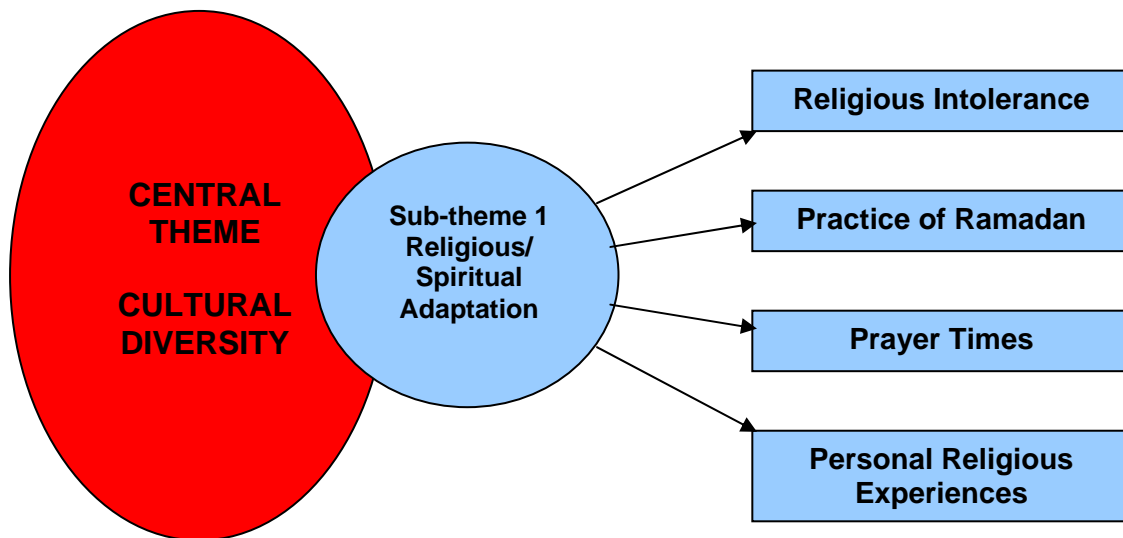 CENTRAL
THEME
CULTURAL
DIVERSITY
Sub-theme 1
Religious/
Spiritual
Adaptation
Religious Intolerance
Practice of Ramadan
Prayer Times
Personal Religious
Experiences